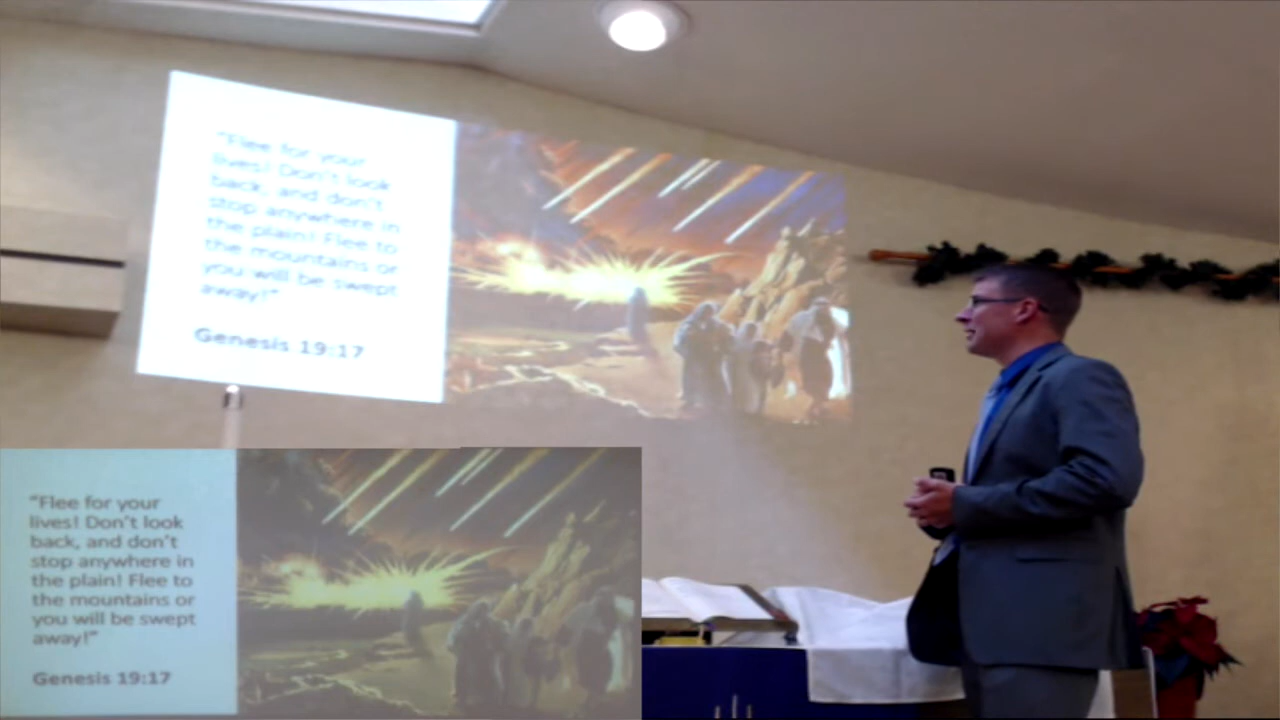 "Flee for your
lives! Don't look
back, and don't
stop anywhere in
the plain! Flee to
the mountains or
you will be swept
away!"
Genesis 19:17
"Flee for your
lives! Don't look
back, and don't
stop anywhere in
the plain! Flee to
the mountains or
you will be swept
away!"
Genesis 19:17